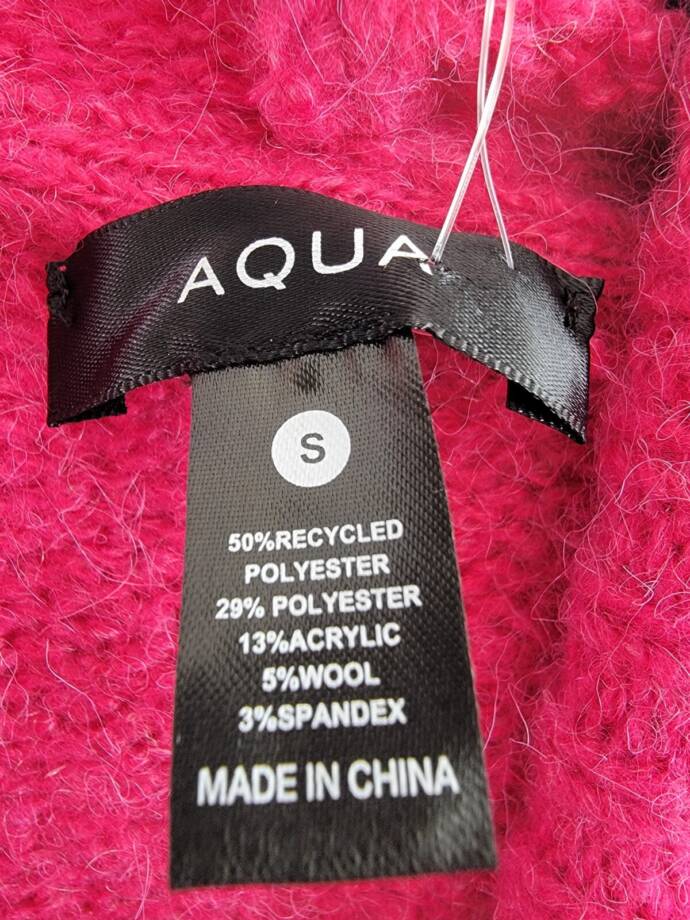 AQUA
S
50%RECYCLED
POLYESTER
29% POLYESTER
13%ACRYLIC
5%WOOL
3%SPANDEX
MADE IN CHINA